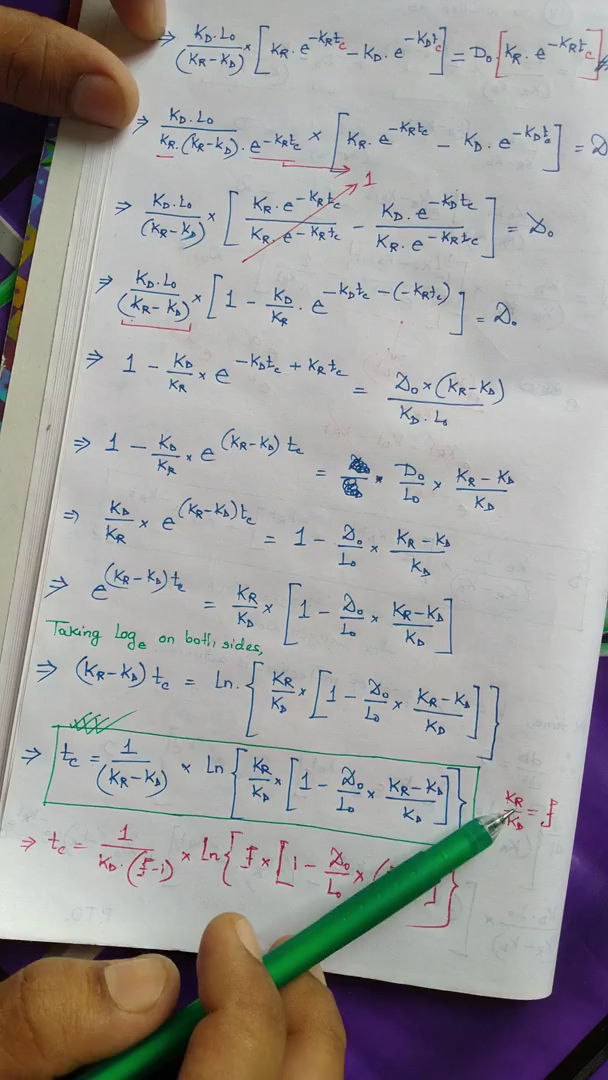 ⇒ K_D·L_0/(K_R-K_D) × [K_R·e^{-K_R t_c} - K_D·e^{-K_D t_c}] = D_0 [K_R·e^{-K_R t_c}]
⇒ K_D·L_0/(K_R·(K_R-K_D)·e^{-K_R t_c}) × [K_R·e^{-K_R t_c} - K_D·e^{-K_D t_c}] = D
1
⇒ K_D·L_0/(K_R-K_D) × [K_R·e^{-K_R t_c}/(K_R·e^{-K_R t_c}) - K_D·e^{-K_D t_c}/(K_R·e^{-K_R t_c})] = D_0
⇒ K_D·L_0/(K_R-K_D) × [1 - K_D/K_R · e^{-K_D t_c -(-K_R t_c)}] = D_0
⇒ 1 - K_D/K_R × e^{-K_D t_c + K_R t_c} = D_0×(K_R-K_D)/(K_D·L_0)
⇒ 1 - K_D/K_R × e^{(K_R-K_D) t_c} = × D_0/L_0 × (K_R-K_D)/K_D
⇒ K_D/K_R × e^{(K_R-K_D) t_c} = 1 - D_0/L_0 × (K_R-K_D)/K_D
⇒ e^{(K_R-K_D) t_c} = K_R/K_D × [1 - D_0/L_0 × (K_R-K_D)/K_D]
Taking Log_e on both sides,
⇒ (K_R-K_D) t_c = Ln.{K_R/K_D × [1 - D_0/L_0 × (K_R-K_D)/K_D]}
⇒ t_c = 1/(K_R-K_D) × Ln{K_R/K_D × [1 - D_0/L_0 × (K_R-K_D)/K_D]}
K_R/K_D = f
⇒ t_c = 1/(K_D·(f-1)) × Ln{f × [1 - D_0/L_0 × ( ]}